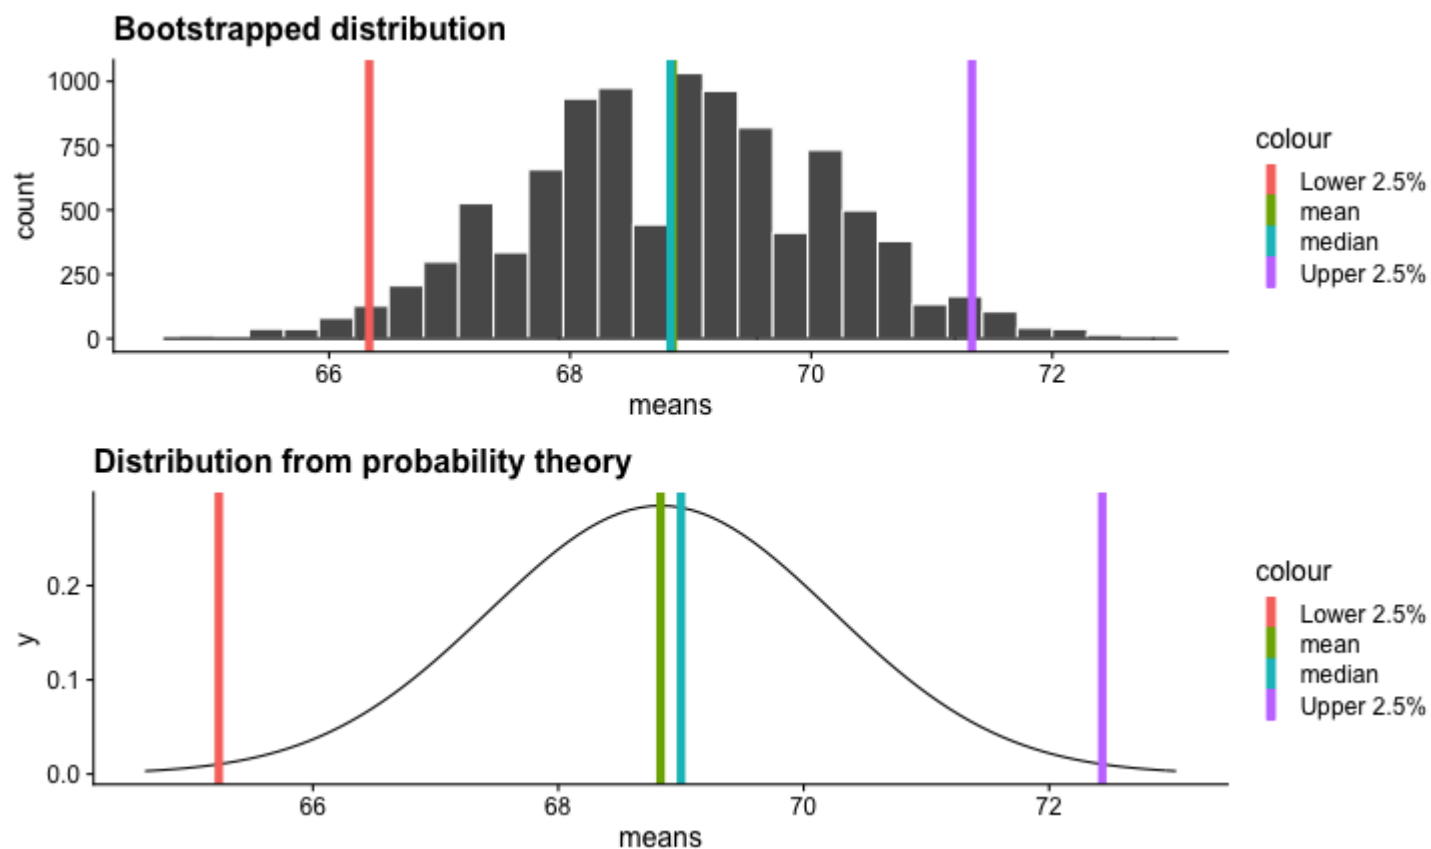 Bootstrapped distribution
1000
750
500
250
0
count
66 68 70 72
means
colour
Lower 2.5%
mean
median
Upper 2.5%
Distribution from probability theory
0.2
0.1
0.0
y
66 68 70 72
means
colour
Lower 2.5%
mean
median
Upper 2.5%